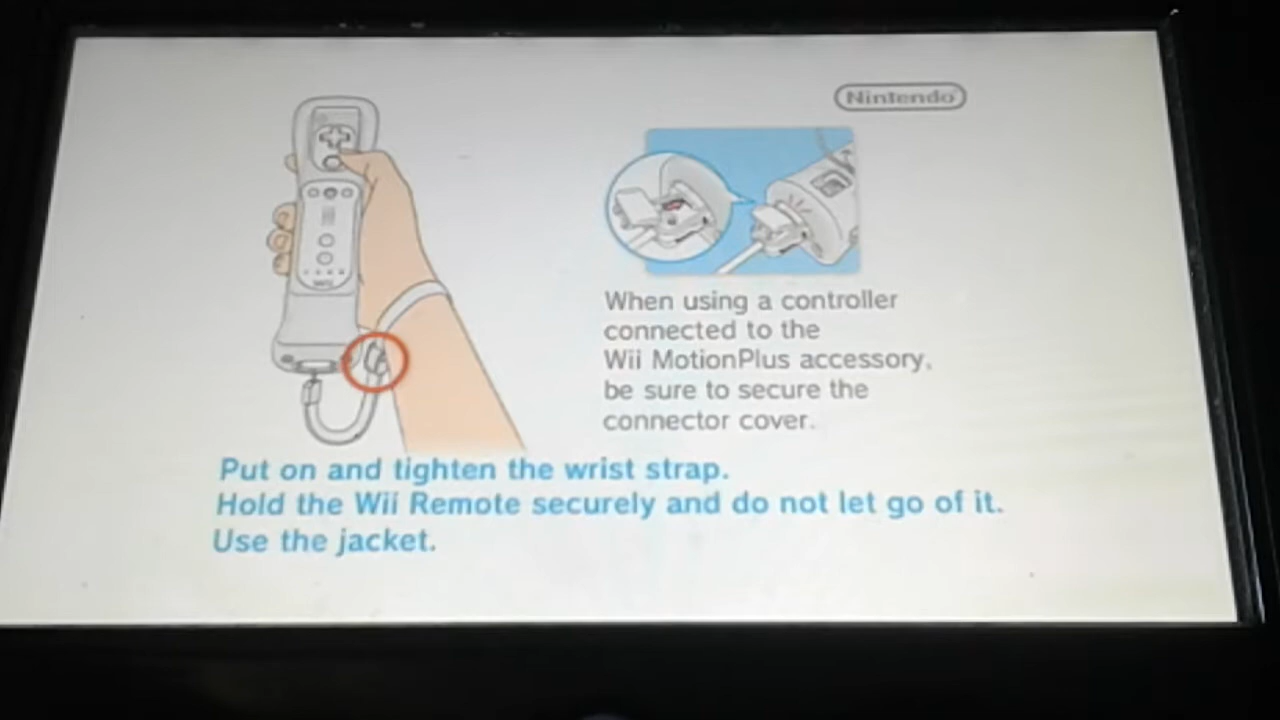 Nintendo
When using a controller
connected to the
Wii MotionPlus accessory,
be sure to secure the
connector cover.
Put on and tighten the wrist strap.
Hold the Wii Remote securely and do not let go of it.
Use the jacket.